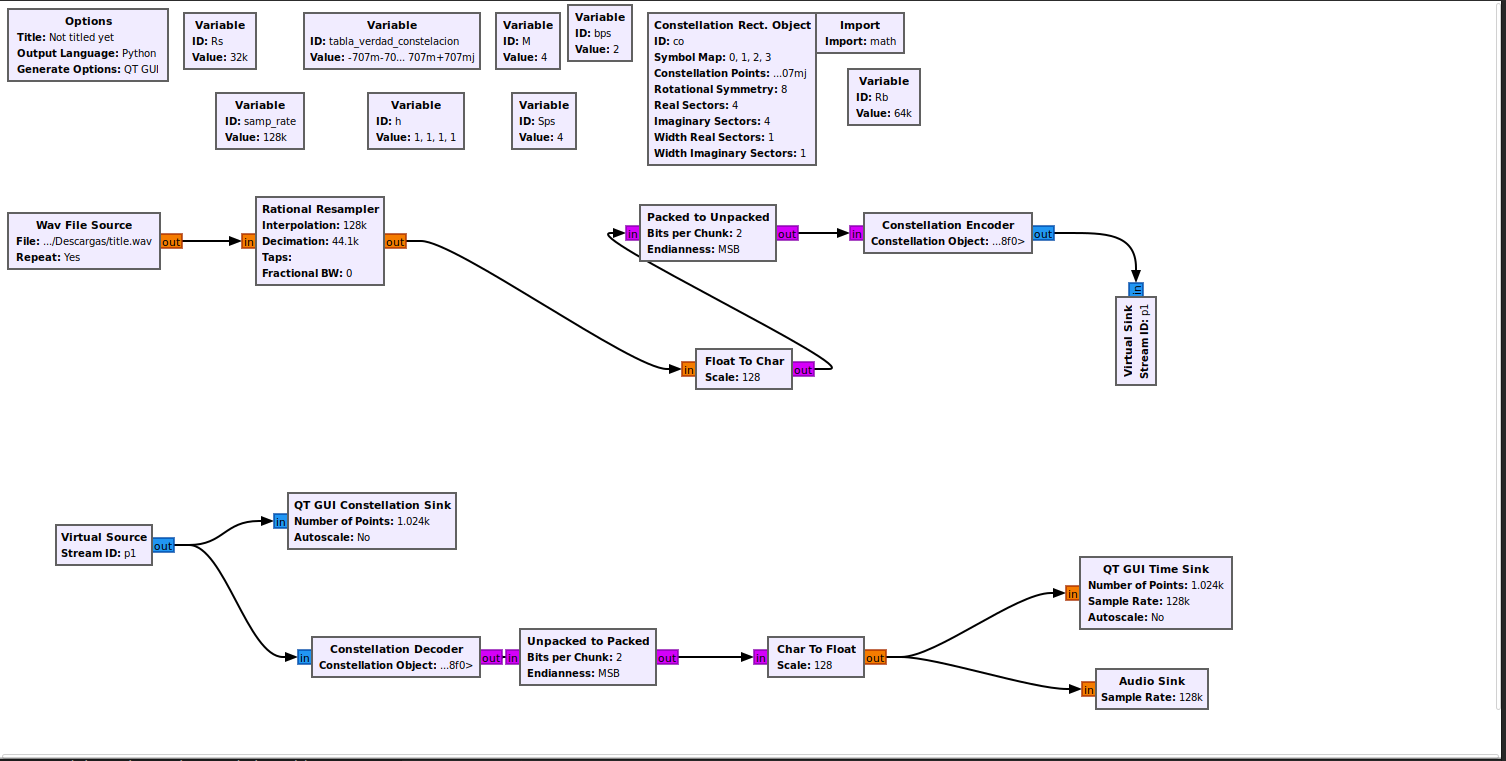 Options
Title: Not titled yet
Output Language: Python
Generate Options: QT GUI
Variable
ID: Rs
Value: 32k
Variable
ID: tabla_verdad_constelacion
Value: -707m-70... 707m+707mj
Variable
ID: M
Value: 4
Variable
ID: bps
Value: 2
Constellation Rect. Object
ID: co
Symbol Map: 0, 1, 2, 3
Constellation Points: ...07mj
Rotational Symmetry: 8
Real Sectors: 4
Imaginary Sectors: 4
Width Real Sectors: 1
Width Imaginary Sectors: 1
Import
Import: math
Variable
ID: Rb
Value: 64k
Variable
ID: samp_rate
Value: 128k
Variable
ID: h
Value: 1, 1, 1, 1
Variable
ID: Sps
Value: 4
Wav File Source
File: .../Descargas/title.wav
Repeat: Yes
out
in
Rational Resampler
Interpolation: 128k
Decimation: 44.1k
Taps:
Fractional BW: 0
out
in
Packed to Unpacked
Bits per Chunk: 2
Endianness: MSB
out
in
Constellation Encoder
Constellation Object: ...8f0>
out
in
Virtual Sink
Stream ID: p1
in
Float To Char
Scale: 128
out
Virtual Source
Stream ID: p1
out
in
QT GUI Constellation Sink
Number of Points: 1.024k
Autoscale: No
in
Constellation Decoder
Constellation Object: ...8f0>
out
in
Unpacked to Packed
Bits per Chunk: 2
Endianness: MSB
out
in
Char To Float
Scale: 128
out
in
QT GUI Time Sink
Number of Points: 1.024k
Sample Rate: 128k
Autoscale: No
in
Audio Sink
Sample Rate: 128k